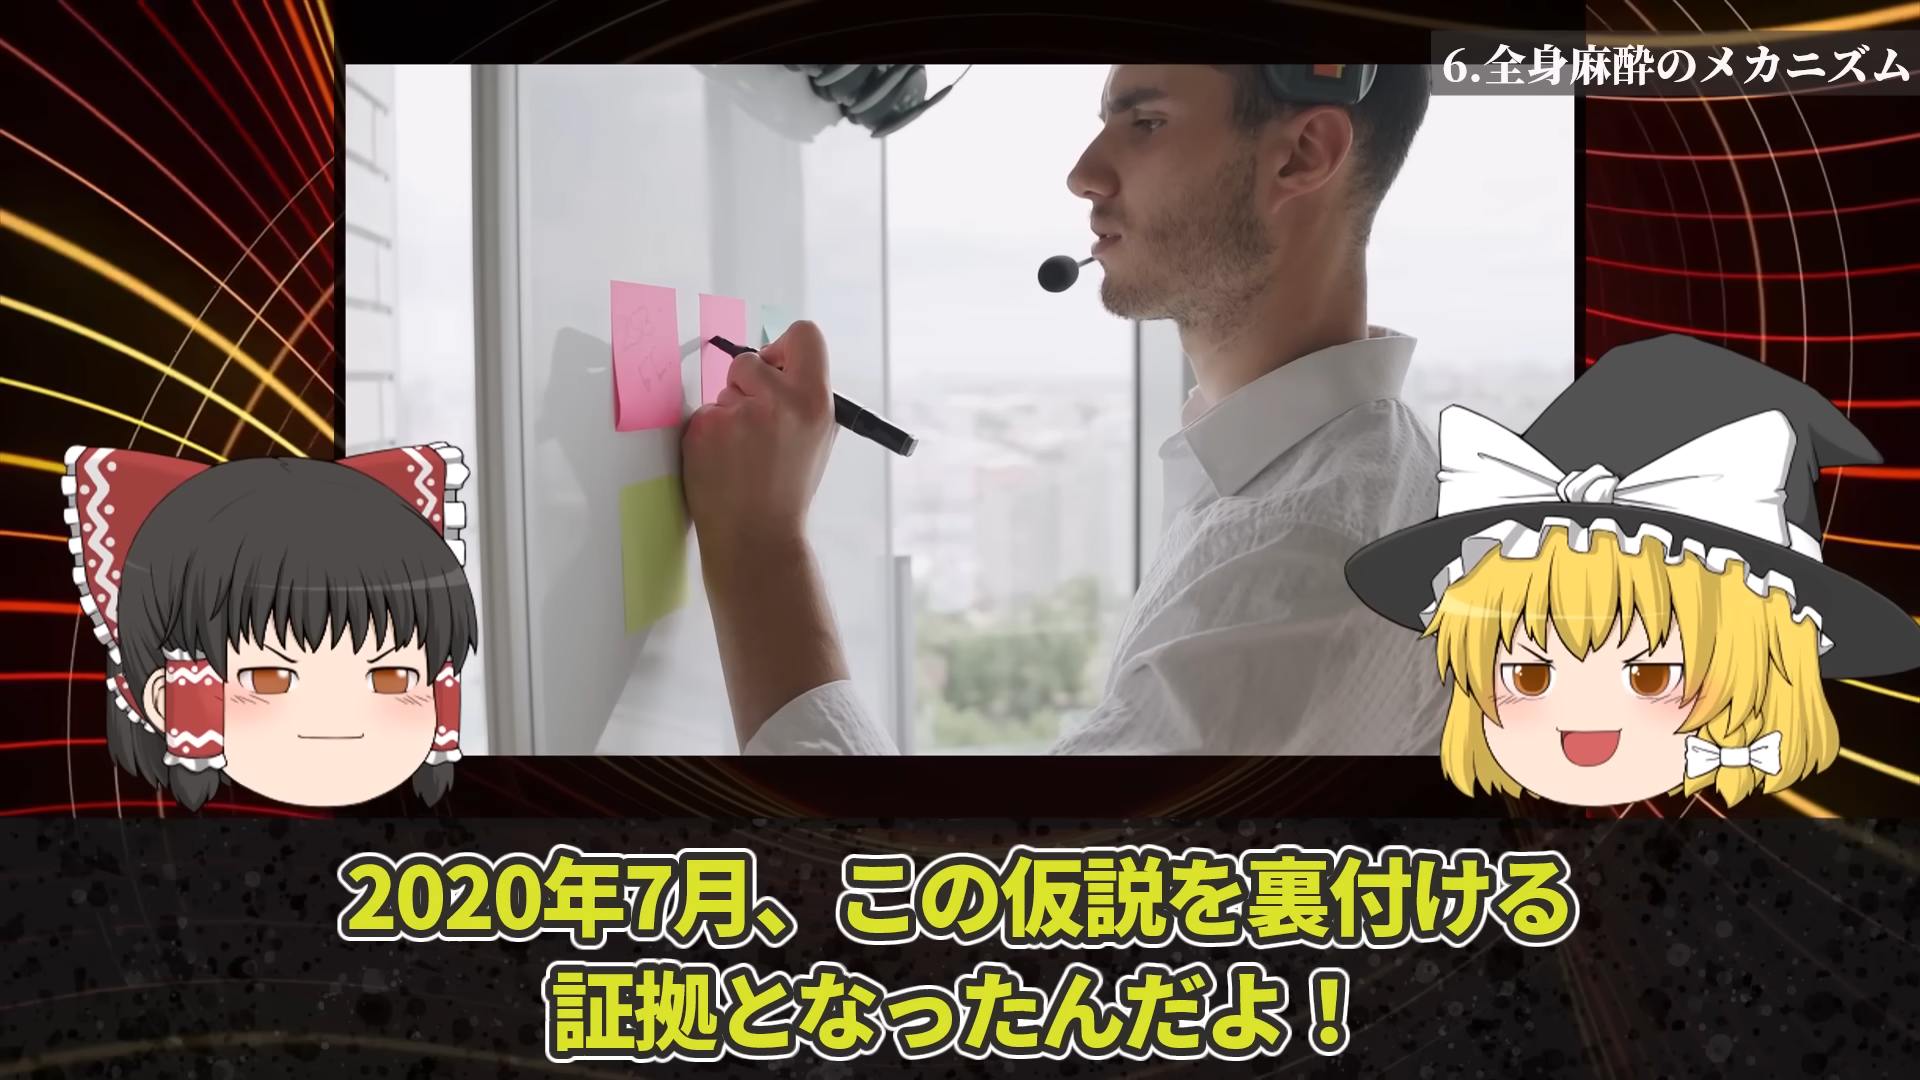 6.全身麻酔のメカニズム
2020年7月、この仮説を裏付ける
証拠となったんだよ！